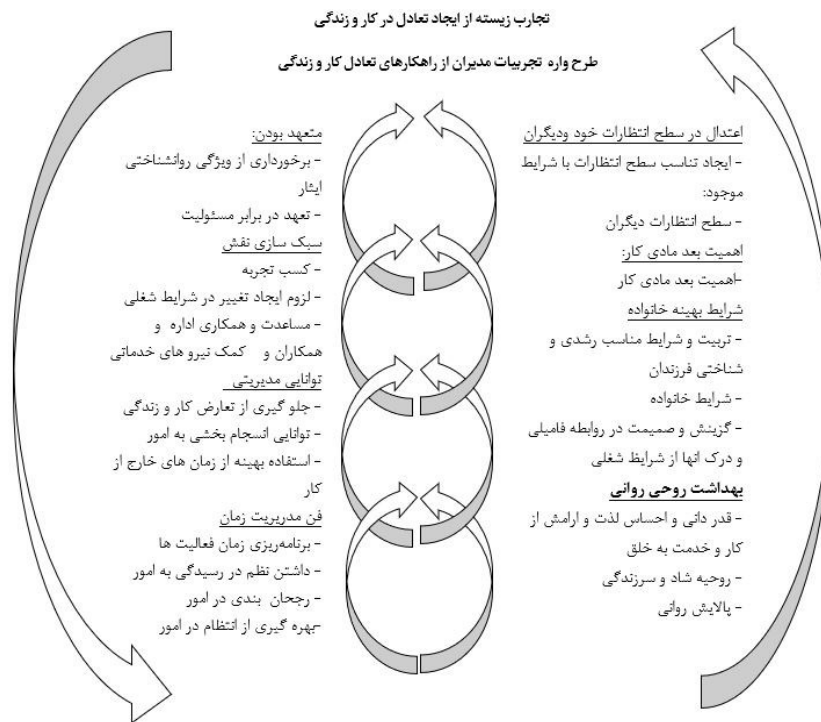 تجارب زیسته از ایجاد تعادل در کار و زندگی
طرح واره تجربیات مدیران از راهکارهای تعادل کار و زندگی
اعتدال در سطح انتظارات خود ودیگران
- ایجاد تناسب سطح انتظارات با شرایط
موجود:
- سطح انتظارات دیگران
اهمیت بعد مادی کار:
-اهمیت بعد مادی کار
شرایط بهینه خانواده
- تربیت و شرایط مناسب رشدی و
شناختی فرزندان
- شرایط خانواده
- گزینش و صمیمت در روابطه فامیلی
و درک انها از شرایظ شغلی
بهداشت روحی روانی
- قدر دانی و احساس لذت و ارامش از
کار و خدمت به خلق
- روحیه شاد و سرزندگی
- پالایش روانی
متعهد بودن:
- برخورداری از ویژگی روانشناختی
ایثار
- تعهد در برابر مسئولیت
سبک سازی نقش
- کسب تجربه
- لزوم ایجاد تغییر در شرایط شغلی
- مساعدت و همکاری اداره و
همکاران و کمک نیرو های خدماتی
توانایی مدیریتی
- جلو گیری از تعارض کار و زندگی
- توانایی انسجام بخشی به امور
- استفاده بهینه از زمان های خارج از
کار
فن مدریریت زمان
- برنامه‌ریزی زمان فعالیت ها
- داشتن نظم در رسیدگی به امور
- رجحان بندی در امور
-بهره گیری از انتظام در امور